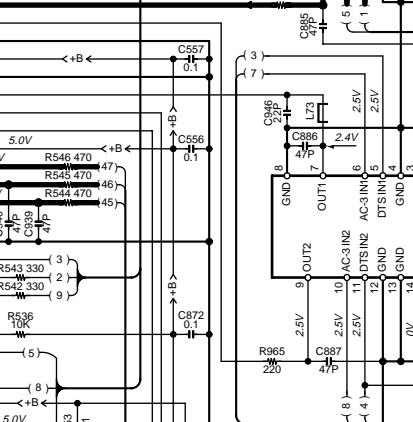 C885
47P
5
1
C557
0.1
+B
( 3 )
( 7 )
C946
22P
L73
2.5V
2.5V
+B
5.0V
+B
C556
0.1
C886
47P
2.4V
R546 470
(47)
R545 470
(46)
R544 470
(45)
47P
C939
47P
8
7
6
5
4
3
GND
OUT1
AC-3 IN1
DTS IN1
GND
OUT2
AC-3 IN2
DTS IN2
GND
GND
9
10
11
12
13
14
( 3 )
R543 330
( 2 )
R542 330
( 9 )
+B
R536
10K
C872
0.1
2.5V
2.5V
2.5V
0V
( 5 )
R965
220
C887
47P
( 8 )
+B
5.0V
( 8 )
( 4 )